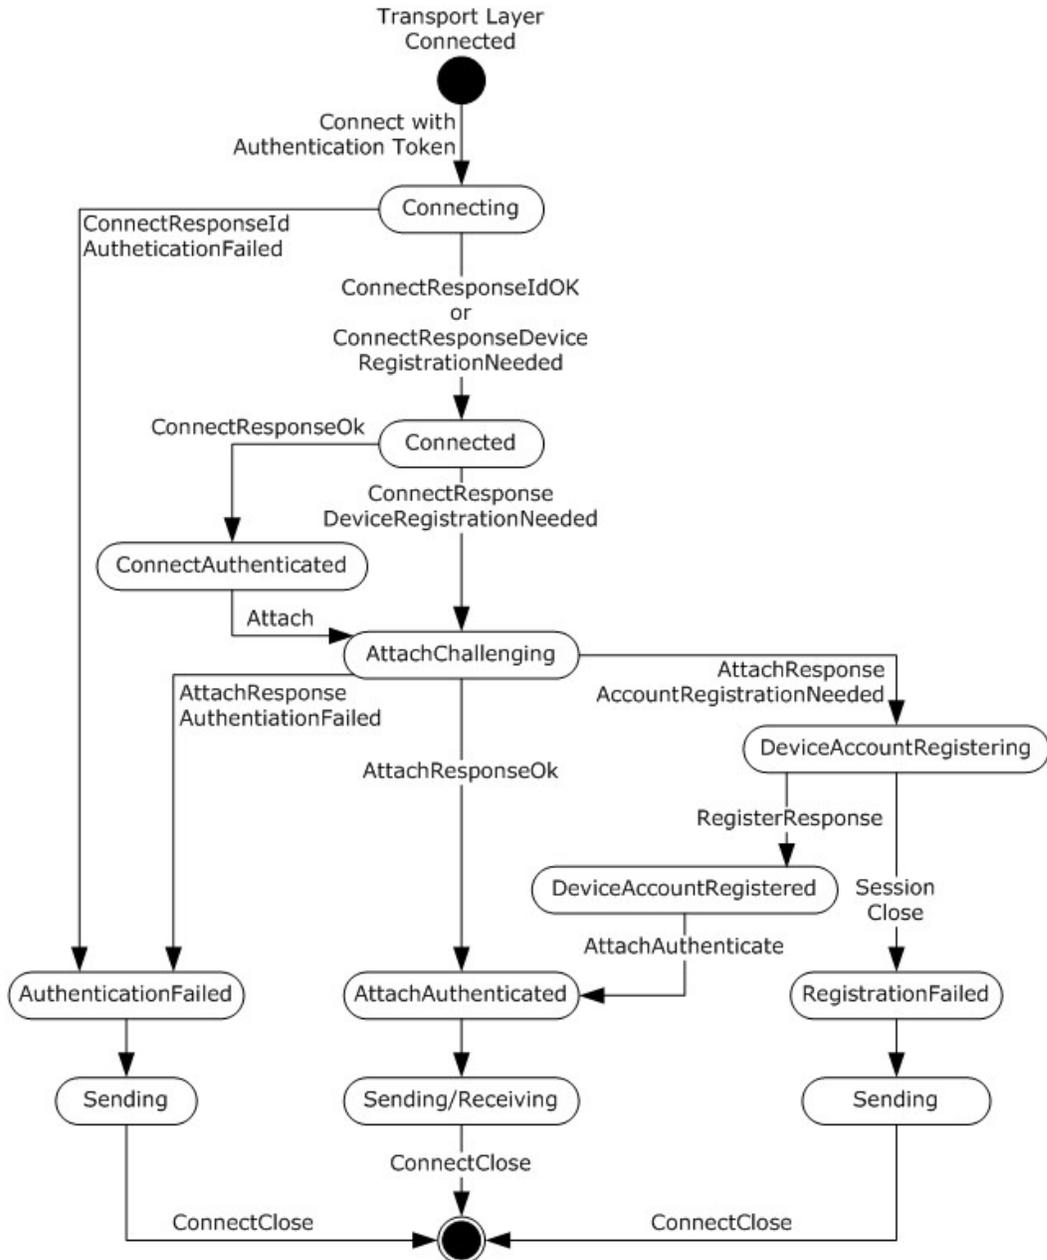 Transport Layer
Connected
Connect with
Authentication Token
Connecting
ConnectResponseId
AutheticationFailed
ConnectResponseIdOK
or
ConnectResponseDevice
RegistrationNeeded
ConnectResponseOk
Connected
ConnectResponse
DeviceRegistrationNeeded
ConnectAuthenticated
Attach
AttachChallenging
AttachResponse
AccountRegistrationNeeded
AttachResponse
AuthentiationFailed
DeviceAccountRegistering
AttachResponseOk
RegisterResponse
DeviceAccountRegistered
Session
Close
AttachAuthenticate
AuthenticationFailed
AttachAuthenticated
RegistrationFailed
Sending
Sending/Receiving
Sending
ConnectClose
ConnectClose
ConnectClose